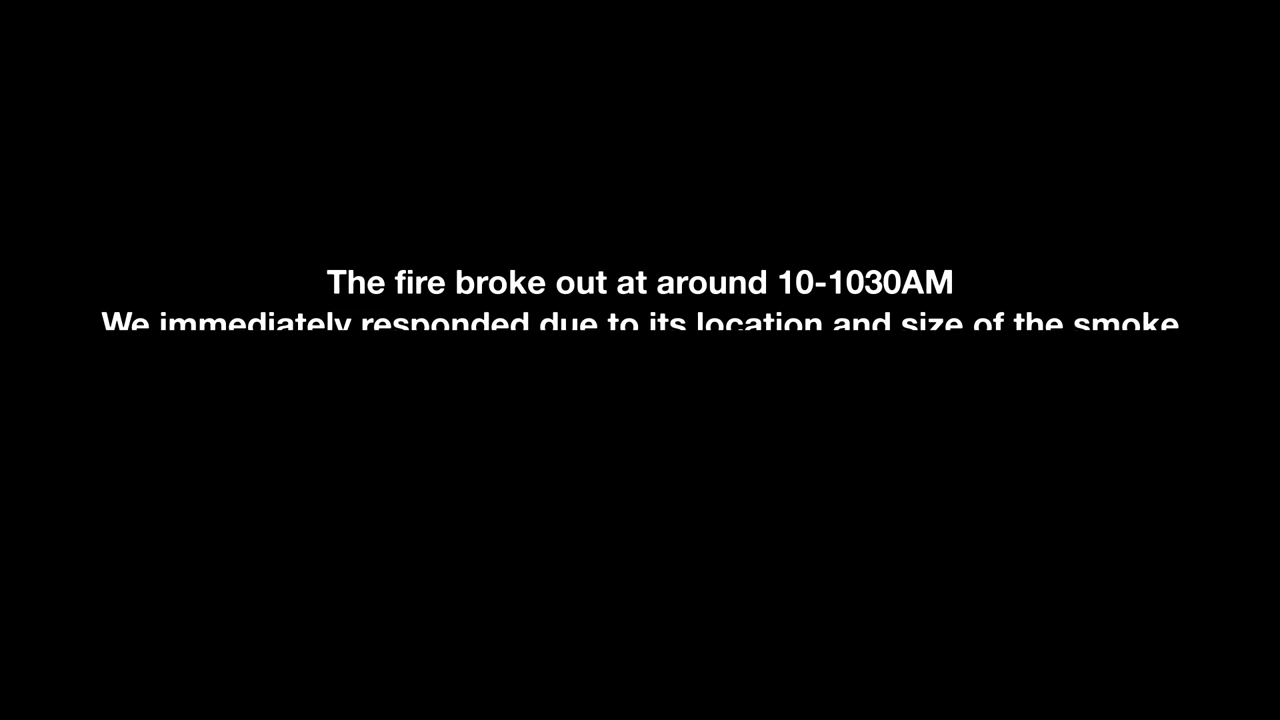 The fire broke out at around 10-1030AM
We immediately responded due to its location and size of the smoke